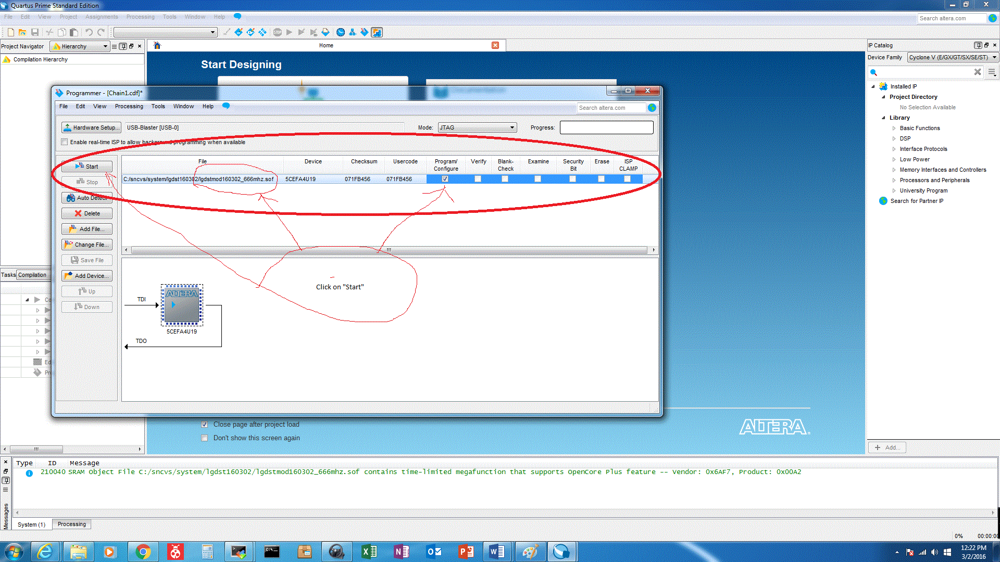 Quartus Prime Standard Edition
File Edit View Project Assignments Processing Tools Window Help
Search altera.com
Project Navigator Hierarchy
Home
IP Catalog
Compilation Hierarchy
Device Family Cyclone V (E/GX/GT/SX/SE/ST)
Start Designing
Installed IP
Project Directory
No Selection Available
Library
Basic Functions
DSP
Interface Protocols
Low Power
Memory Interfaces and Controllers
Processors and Peripherals
University Program
Search for Partner IP
Add...
Programmer - [Chain1.cdf]*
File Edit View Processing Tools Window Help
Search altera.com
Hardware Setup... USB-Blaster [USB-0] Mode: JTAG Progress:
Enable real-time ISP to allow background programming when available
Start
Stop
Auto Detect
Delete
Add File...
Change File...
Save File
Add Device...
Up
Down
File Device Checksum Usercode Program/ Configure Verify Blank- Check Examine Security Bit Erase ISP CLAMP
C:/sncvs/system/lgdst160302/lgdstmod160302_666mhz.sof 5CEFA4U19 071FB456 071FB456
Click on "Start"
TDI
ALTERA
5CEFA4U19
TDO
Tasks Compilation
Close page after project load
Don't show this screen again
ALTERA
Type ID Message
210040 SRAM Object File C:/sncvs/system/lgdst160302/lgdstmod160302_666mhz.sof contains time-limited megafunction that supports OpenCore Plus feature -- Vendor: 0x6AF7, Product: 0x00A2
Messages
System (1) Processing
0% 00:00:00
12:22 PM
3/2/2016